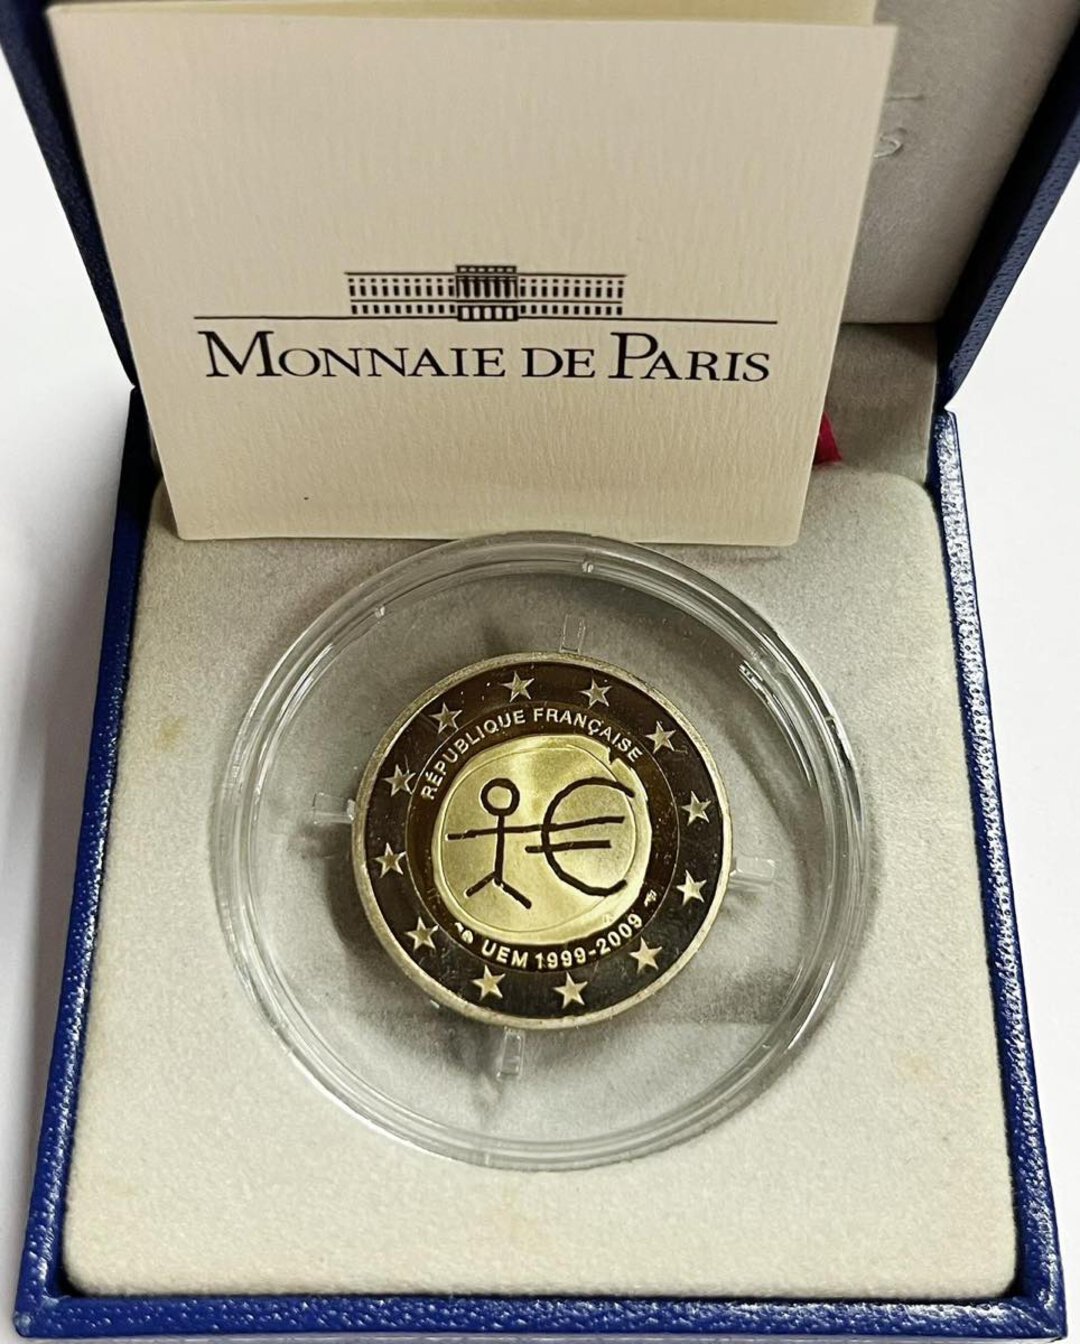 MONNAIE DE PARIS
RÉPUBLIQUE FRANÇAISE
€
UEM 1999-2009